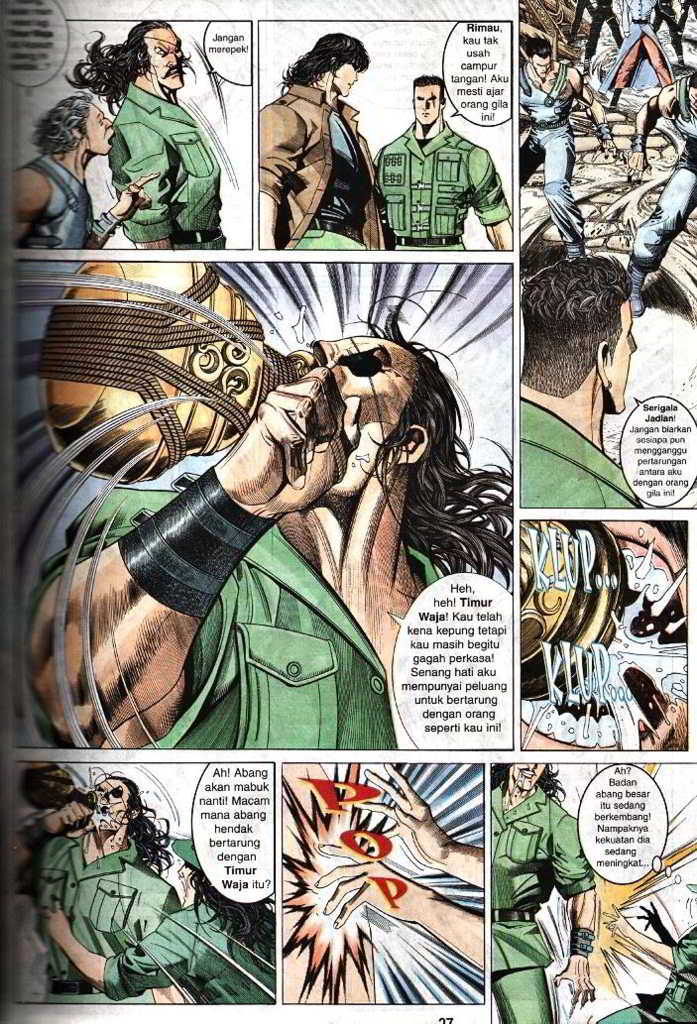 Jangan
merepek!
Rimau,
kau tak
usah
campur
tangan! Aku
mesti ajar
orang gila
ini!
Serigala
Jadian!
Jangan biarkan
sesiapa pun
mengganggu
pertarungan
antara aku
dengan orang
gila ini!
Heh,
heh! Timur
Waja! Kau telah
kena kepung tetapi
kau masih begitu
gagah perkasa!
Senang hati aku
mempunyai peluang
untuk bertarung
dengan orang
seperti kau ini!
KLUP...
KLUP...
Ah! Abang
akan mabuk
nanti! Macam
mana abang
hendak
bertarung
dengan
Timur
Waja itu?
POP
Ah?
Badan
abang besar
itu sedang
berkembang!
Nampaknya
kekuatan dia
sedang
meningkat...
27